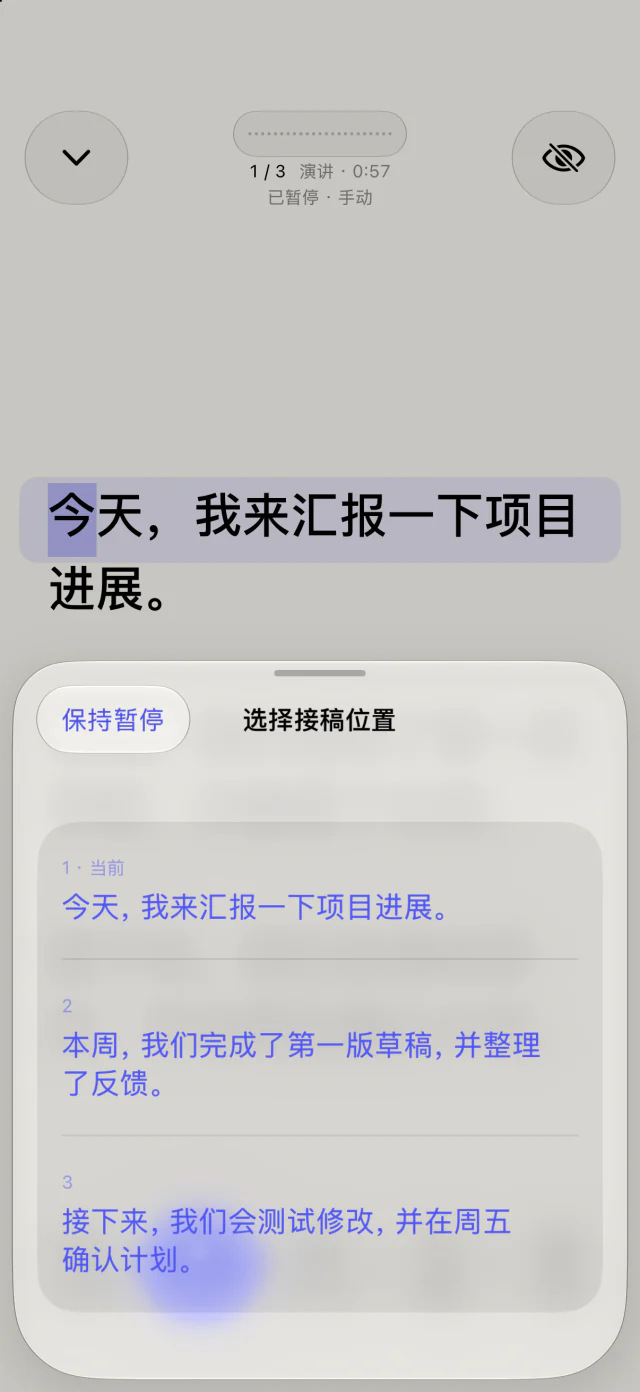 1 / 3 演讲 · 0:57
已暂停 · 手动
今天，我来汇报一下项目
进展。
保持暂停
选择接稿位置
1 · 当前
今天，我来汇报一下项目进展。
2
本周，我们完成了第一版草稿，并整理
了反馈。
3
接下来，我们会测试修改，并在周五
确认计划。